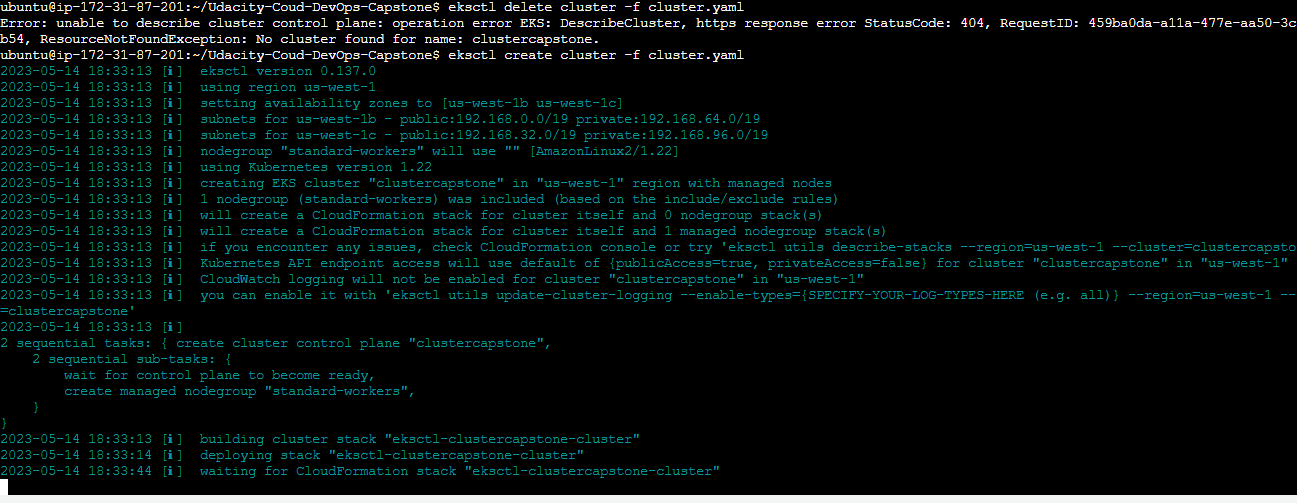 ubuntu@ip-172-31-87-201:~/Udacity-Coud-DevOps-Capstone$ eksctl delete cluster -f cluster.yaml
Error: unable to describe cluster control plane: operation error EKS: DescribeCluster, https response error StatusCode: 404, RequestID: 459ba0da-a11a-477e-aa50-3c
b54, ResourceNotFoundException: No cluster found for name: clustercapstone.
ubuntu@ip-172-31-87-201:~/Udacity-Coud-DevOps-Capstone$ eksctl create cluster -f cluster.yaml
2023-05-14 18:33:13 [ℹ]  eksctl version 0.137.0
2023-05-14 18:33:13 [ℹ]  using region us-west-1
2023-05-14 18:33:13 [ℹ]  setting availability zones to [us-west-1b us-west-1c]
2023-05-14 18:33:13 [ℹ]  subnets for us-west-1b - public:192.168.0.0/19 private:192.168.64.0/19
2023-05-14 18:33:13 [ℹ]  subnets for us-west-1c - public:192.168.32.0/19 private:192.168.96.0/19
2023-05-14 18:33:13 [ℹ]  nodegroup "standard-workers" will use "" [AmazonLinux2/1.22]
2023-05-14 18:33:13 [ℹ]  using Kubernetes version 1.22
2023-05-14 18:33:13 [ℹ]  creating EKS cluster "clustercapstone" in "us-west-1" region with managed nodes
2023-05-14 18:33:13 [ℹ]  1 nodegroup (standard-workers) was included (based on the include/exclude rules)
2023-05-14 18:33:13 [ℹ]  will create a CloudFormation stack for cluster itself and 0 nodegroup stack(s)
2023-05-14 18:33:13 [ℹ]  will create a CloudFormation stack for cluster itself and 1 managed nodegroup stack(s)
2023-05-14 18:33:13 [ℹ]  if you encounter any issues, check CloudFormation console or try 'eksctl utils describe-stacks --region=us-west-1 --cluster=clustercapsto
2023-05-14 18:33:13 [ℹ]  Kubernetes API endpoint access will use default of {publicAccess=true, privateAccess=false} for cluster "clustercapstone" in "us-west-1"
2023-05-14 18:33:13 [ℹ]  CloudWatch logging will not be enabled for cluster "clustercapstone" in "us-west-1"
2023-05-14 18:33:13 [ℹ]  you can enable it with 'eksctl utils update-cluster-logging --enable-types={SPECIFY-YOUR-LOG-TYPES-HERE (e.g. all)} --region=us-west-1 --
=clustercapstone'
2023-05-14 18:33:13 [ℹ]
2 sequential tasks: { create cluster control plane "clustercapstone",
    2 sequential sub-tasks: {
        wait for control plane to become ready,
        create managed nodegroup "standard-workers",
    }
}
2023-05-14 18:33:13 [ℹ]  building cluster stack "eksctl-clustercapstone-cluster"
2023-05-14 18:33:14 [ℹ]  deploying stack "eksctl-clustercapstone-cluster"
2023-05-14 18:33:44 [ℹ]  waiting for CloudFormation stack "eksctl-clustercapstone-cluster"